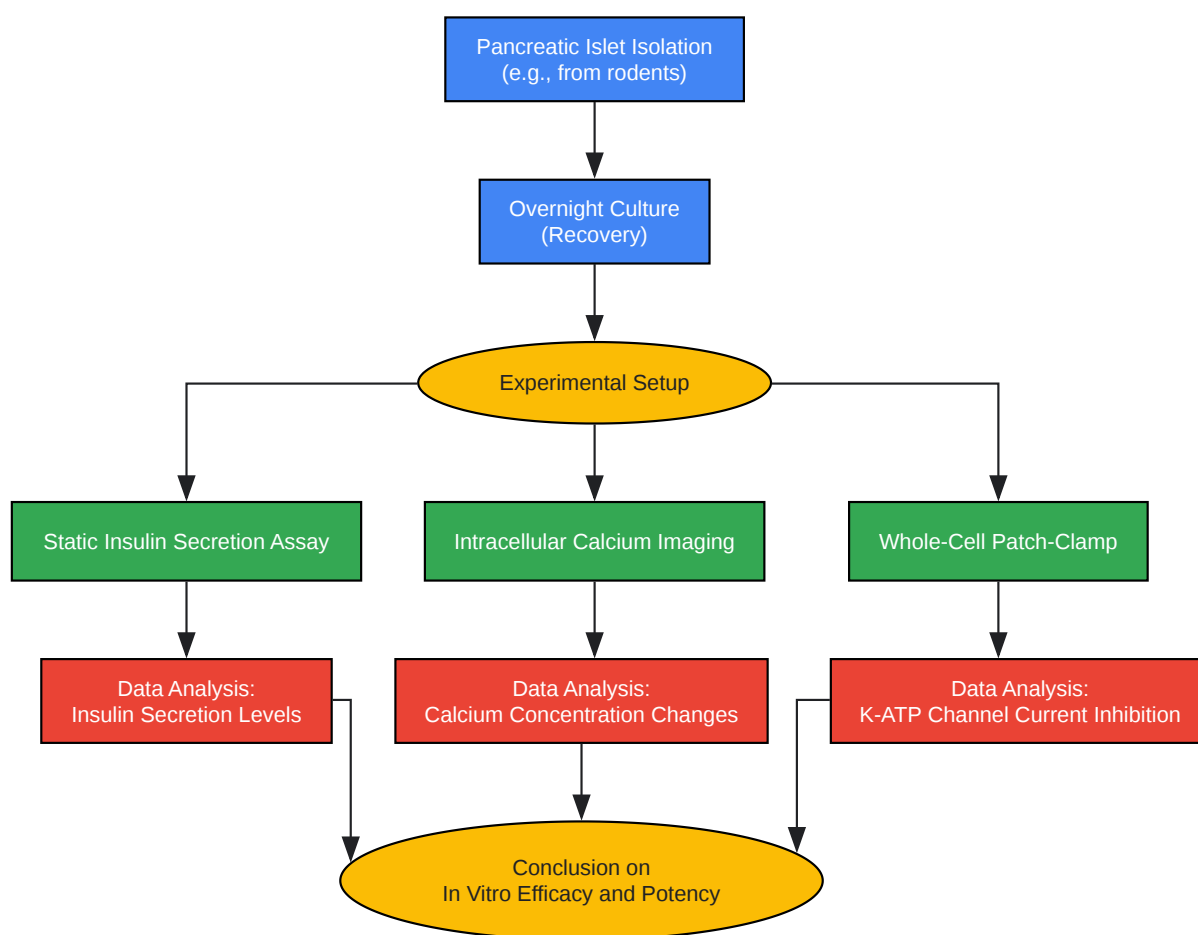 Pancreatic Islet Isolation
(e.g., from rodents)
Overnight Culture
(Recovery)
Experimental Setup
Static Insulin Secretion Assay
Intracellular Calcium Imaging
Whole-Cell Patch-Clamp
Data Analysis:
Insulin Secretion Levels
Data Analysis:
Calcium Concentration Changes
Data Analysis:
K-ATP Channel Current Inhibition
Conclusion on
In Vitro Efficacy and Potency